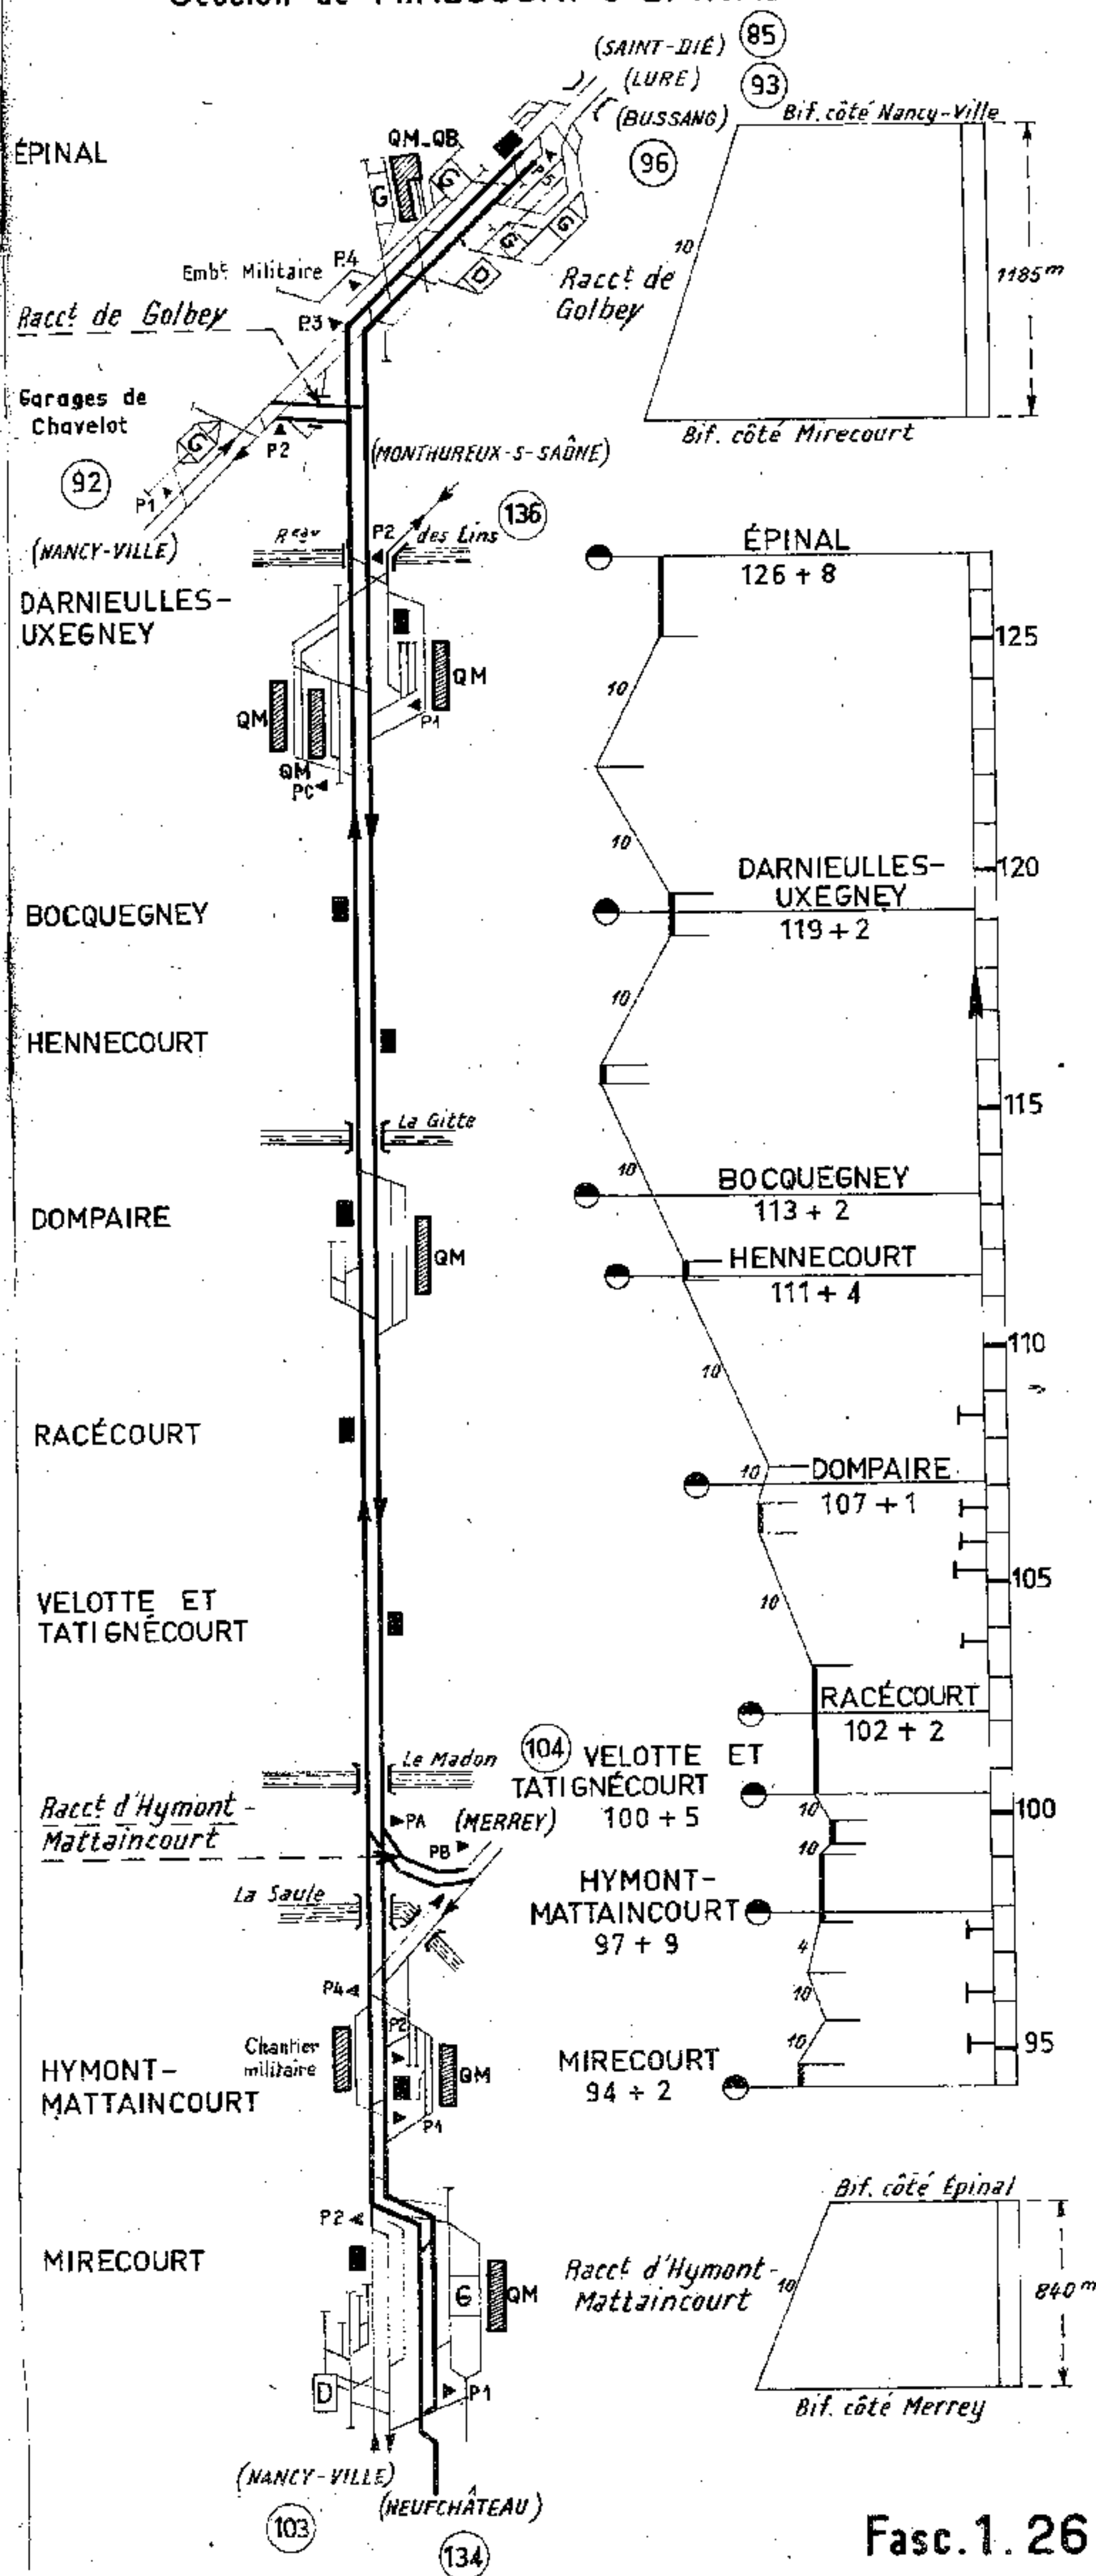 (SAINT-DIÉ) 85
(LURE) 93
(BUSSANG) 96
Bif. côté Nancy-Ville
ÉPINAL
QM_QB
G
G
P5
G
G
D
10
1185 m
Embt Militaire P4
Racct de
Golbey
Racct de Golbey
P3
Garages de
Chavelot
G
P2
Bif. côté Mirecourt
92
P1
(MONTHUREUX-S-SAÔNE)
136
(NANCY-VILLE)
P2
des Lins
ÉPINAL
126 + 8
DARNIEULLES-
UXEGNEY
125
QM
10
QM
P1
QM
PC
10
DARNIEULLES-
UXEGNEY
119 + 2
120
BOCQUEGNEY
10
HENNECOURT
115
La Gitte
10
BOCQUEGNEY
113 + 2
DOMPAIRE
QM
HENNECOURT
111 + 4
110
10
RACÉCOURT
10
DOMPAIRE
107 + 1
105
10
VELOTTE ET
TATIGNÉCOURT
RACÉCOURT
102 + 2
Le Madon
104
VELOTTE ET
TATIGNÉCOURT
100 + 5
100
10
Racct d'Hymont-
Mattaincourt
PA
(MERREY)
PB
10
La Saule
HYMONT-
MATTAINCOURT
97 + 9
4
P4
10
P2
Chantier
militaire
QM
10
95
HYMONT-
MATTAINCOURT
P1
MIRECOURT
94 + 2
Bif. côté Épinal
P2
MIRECOURT
G
QM
Racct d'Hymont-
Mattaincourt
10
840 m
D
P1
Bif. côté Merrey
(NANCY-VILLE)
103
(NEUFCHÂTEAU)
134
Fasc. 1. 26